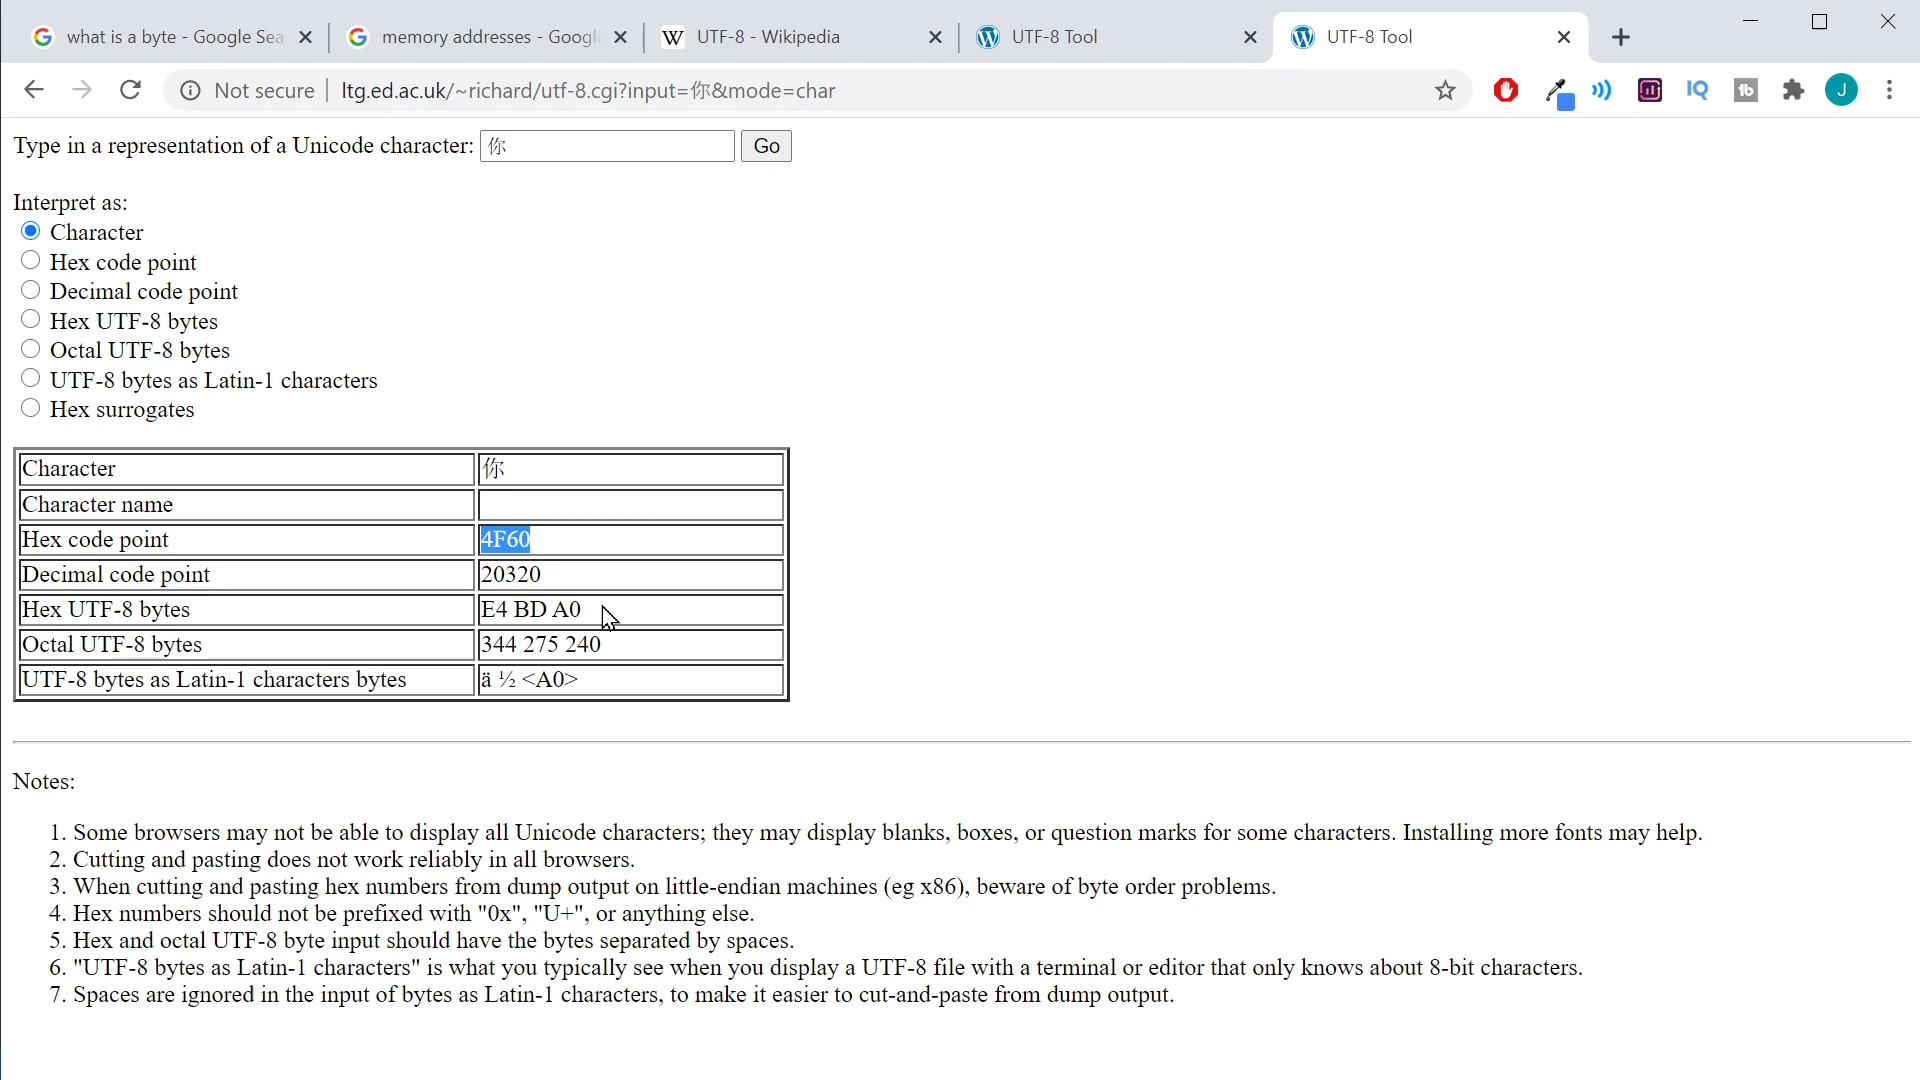 what is a byte - Google Sea
memory addresses - Googl
W UTF-8 - Wikipedia
UTF-8 Tool
UTF-8 Tool
Not secure ltg.ed.ac.uk/~richard/utf-8.cgi?input=你&mode=char
IQ
J
Type in a representation of a Unicode character: 你 Go
Interpret as:
Character
Hex code point
Decimal code point
Hex UTF-8 bytes
Octal UTF-8 bytes
UTF-8 bytes as Latin-1 characters
Hex surrogates
Character 你
Character name
Hex code point 4F60
Decimal code point 20320
Hex UTF-8 bytes E4 BD A0
Octal UTF-8 bytes 344 275 240
UTF-8 bytes as Latin-1 characters bytes ä ½ <A0>
Notes:
1. Some browsers may not be able to display all Unicode characters; they may display blanks, boxes, or question marks for some characters. Installing more fonts may help.
2. Cutting and pasting does not work reliably in all browsers.
3. When cutting and pasting hex numbers from dump output on little-endian machines (eg x86), beware of byte order problems.
4. Hex numbers should not be prefixed with "0x", "U+", or anything else.
5. Hex and octal UTF-8 byte input should have the bytes separated by spaces.
6. "UTF-8 bytes as Latin-1 characters" is what you typically see when you display a UTF-8 file with a terminal or editor that only knows about 8-bit characters.
7. Spaces are ignored in the input of bytes as Latin-1 characters, to make it easier to cut-and-paste from dump output.